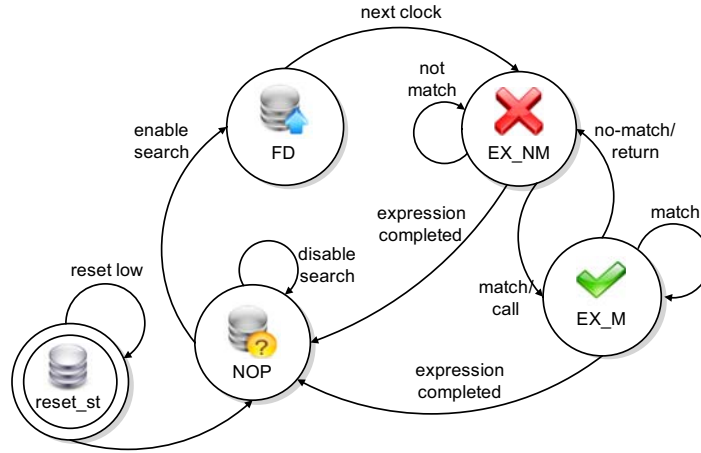 next clock
not
match
enable
search
FD
EX_NM
no-match/
return
expression
completed
match
disable
search
reset low
match/
call
EX_M
?
NOP
expression
completed
reset_st